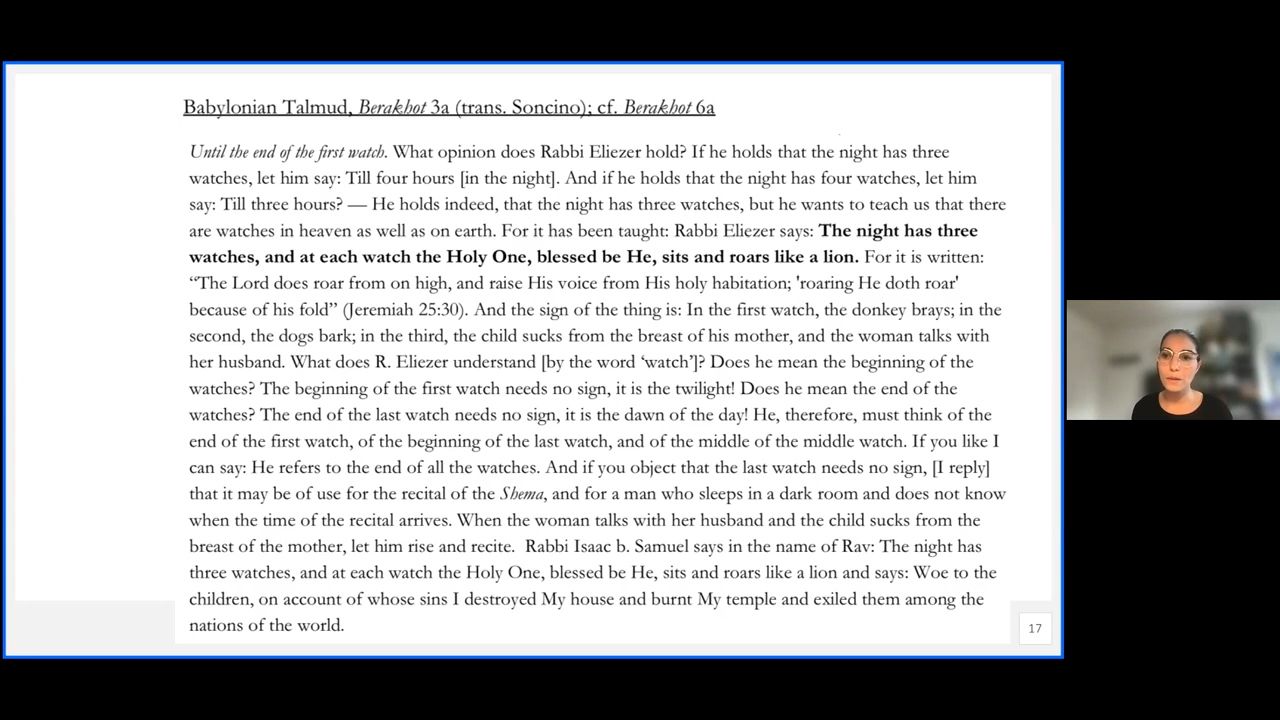 Babylonian Talmud, Berakhot 3a (trans. Soncino); cf. Berakhot 6a
Until the end of the first watch. What opinion does Rabbi Eliezer hold? If he holds that the night has three
watches, let him say: Till four hours [in the night]. And if he holds that the night has four watches, let him
say: Till three hours? — He holds indeed, that the night has three watches, but he wants to teach us that there
are watches in heaven as well as on earth. For it has been taught: Rabbi Eliezer says: The night has three
watches, and at each watch the Holy One, blessed be He, sits and roars like a lion. For it is written:
“The Lord does roar from on high, and raise His voice from His holy habitation; 'roaring He doth roar'
because of his fold” (Jeremiah 25:30). And the sign of the thing is: In the first watch, the donkey brays; in the
second, the dogs bark; in the third, the child sucks from the breast of his mother, and the woman talks with
her husband. What does R. Eliezer understand [by the word ‘watch’]? Does he mean the beginning of the
watches? The beginning of the first watch needs no sign, it is the twilight! Does he mean the end of the
watches? The end of the last watch needs no sign, it is the dawn of the day! He, therefore, must think of the
end of the first watch, of the beginning of the last watch, and of the middle of the middle watch. If you like I
can say: He refers to the end of all the watches. And if you object that the last watch needs no sign, [I reply]
that it may be of use for the recital of the Shema, and for a man who sleeps in a dark room and does not know
when the time of the recital arrives. When the woman talks with her husband and the child sucks from the
breast of the mother, let him rise and recite.  Rabbi Isaac b. Samuel says in the name of Rav: The night has
three watches, and at each watch the Holy One, blessed be He, sits and roars like a lion and says: Woe to the
children, on account of whose sins I destroyed My house and burnt My temple and exiled them among the
nations of the world.
17